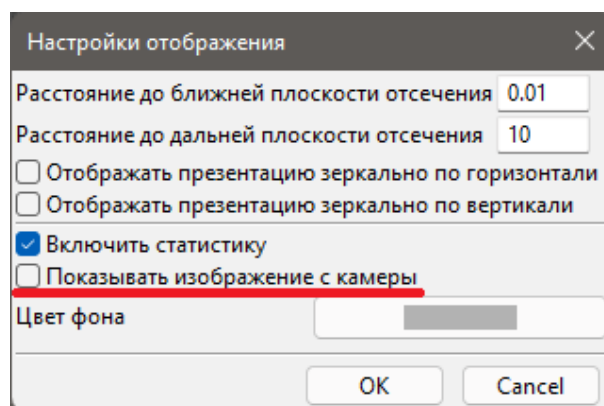 Настройки отображения
Расстояние до ближней плоскости отсечения 0.01
Расстояние до дальней плоскости отсечения 10
Отображать презентацию зеркально по горизонтали
Отображать презентацию зеркально по вертикали
Включить статистику
Показывать изображение с камеры
Цвет фона
OK Cancel